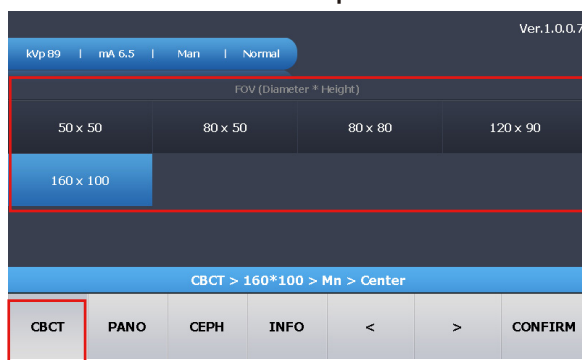 Ver.1.0.0.7
kVp 89 | mA 6.5 | Man | Normal
FOV (Diameter * Height)
50 x 50 80 x 50 80 x 80 120 x 90
160 x 100
CBCT > 160*100 > Mn > Center
CBCT PANO CEPH INFO < > CONFIRM